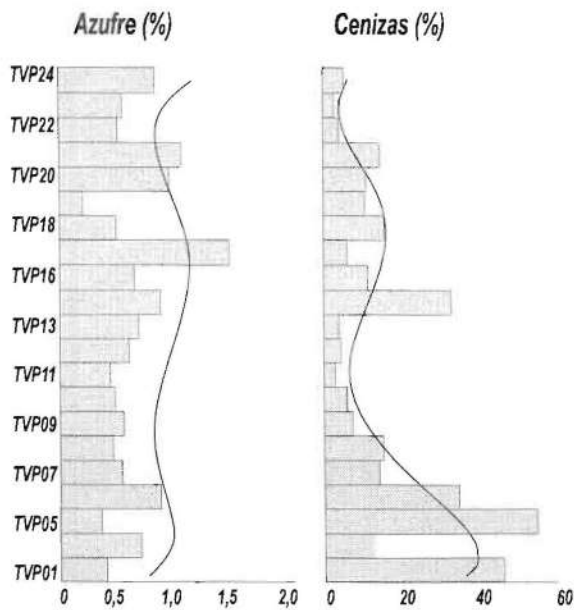 Azufre (%) Cenizas (%)
TVP24
TVP22
TVP20
TVP18
TVP16
TVP13
TVP11
TVP09
TVP07
TVP05
TVP01
0 0,5 1,0 1,5 2,0 0 20 40 60